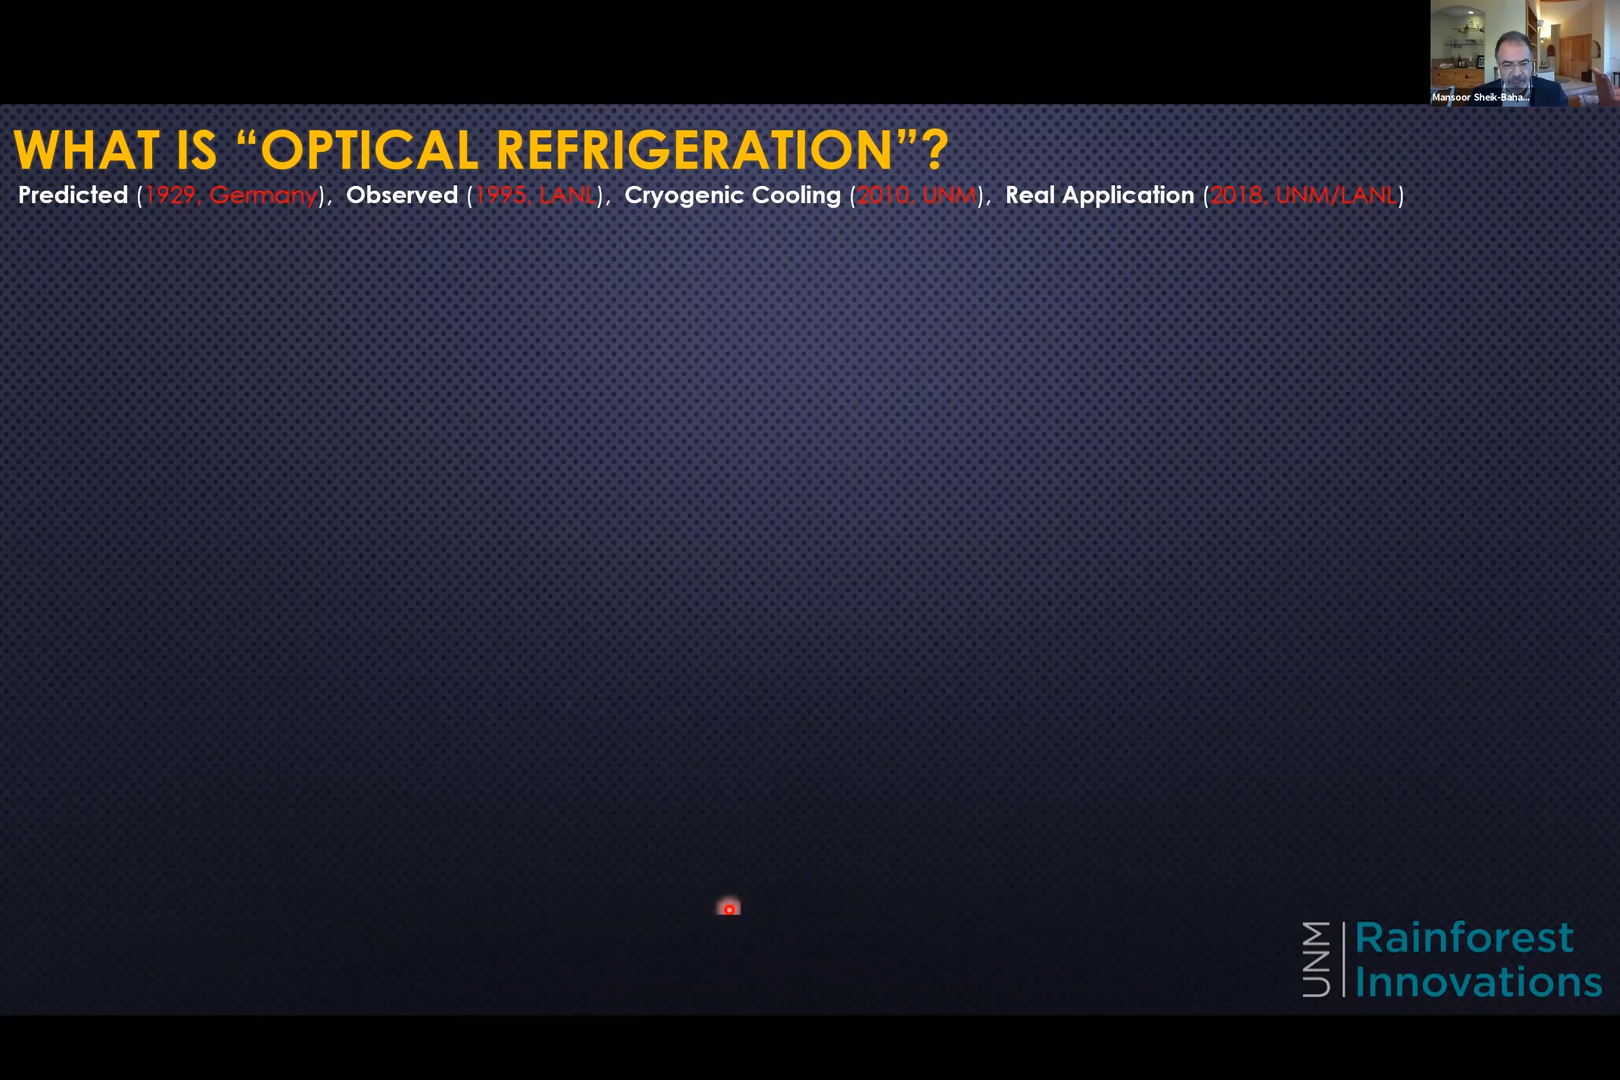 Mansoor Sheik-Baha...
WHAT IS “OPTICAL REFRIGERATION”?
Predicted (1929, Germany), Observed (1995, LANL), Cryogenic Cooling (2010, UNM), Real Application (2018, UNM/LANL)
UNM
Rainforest
Innovations